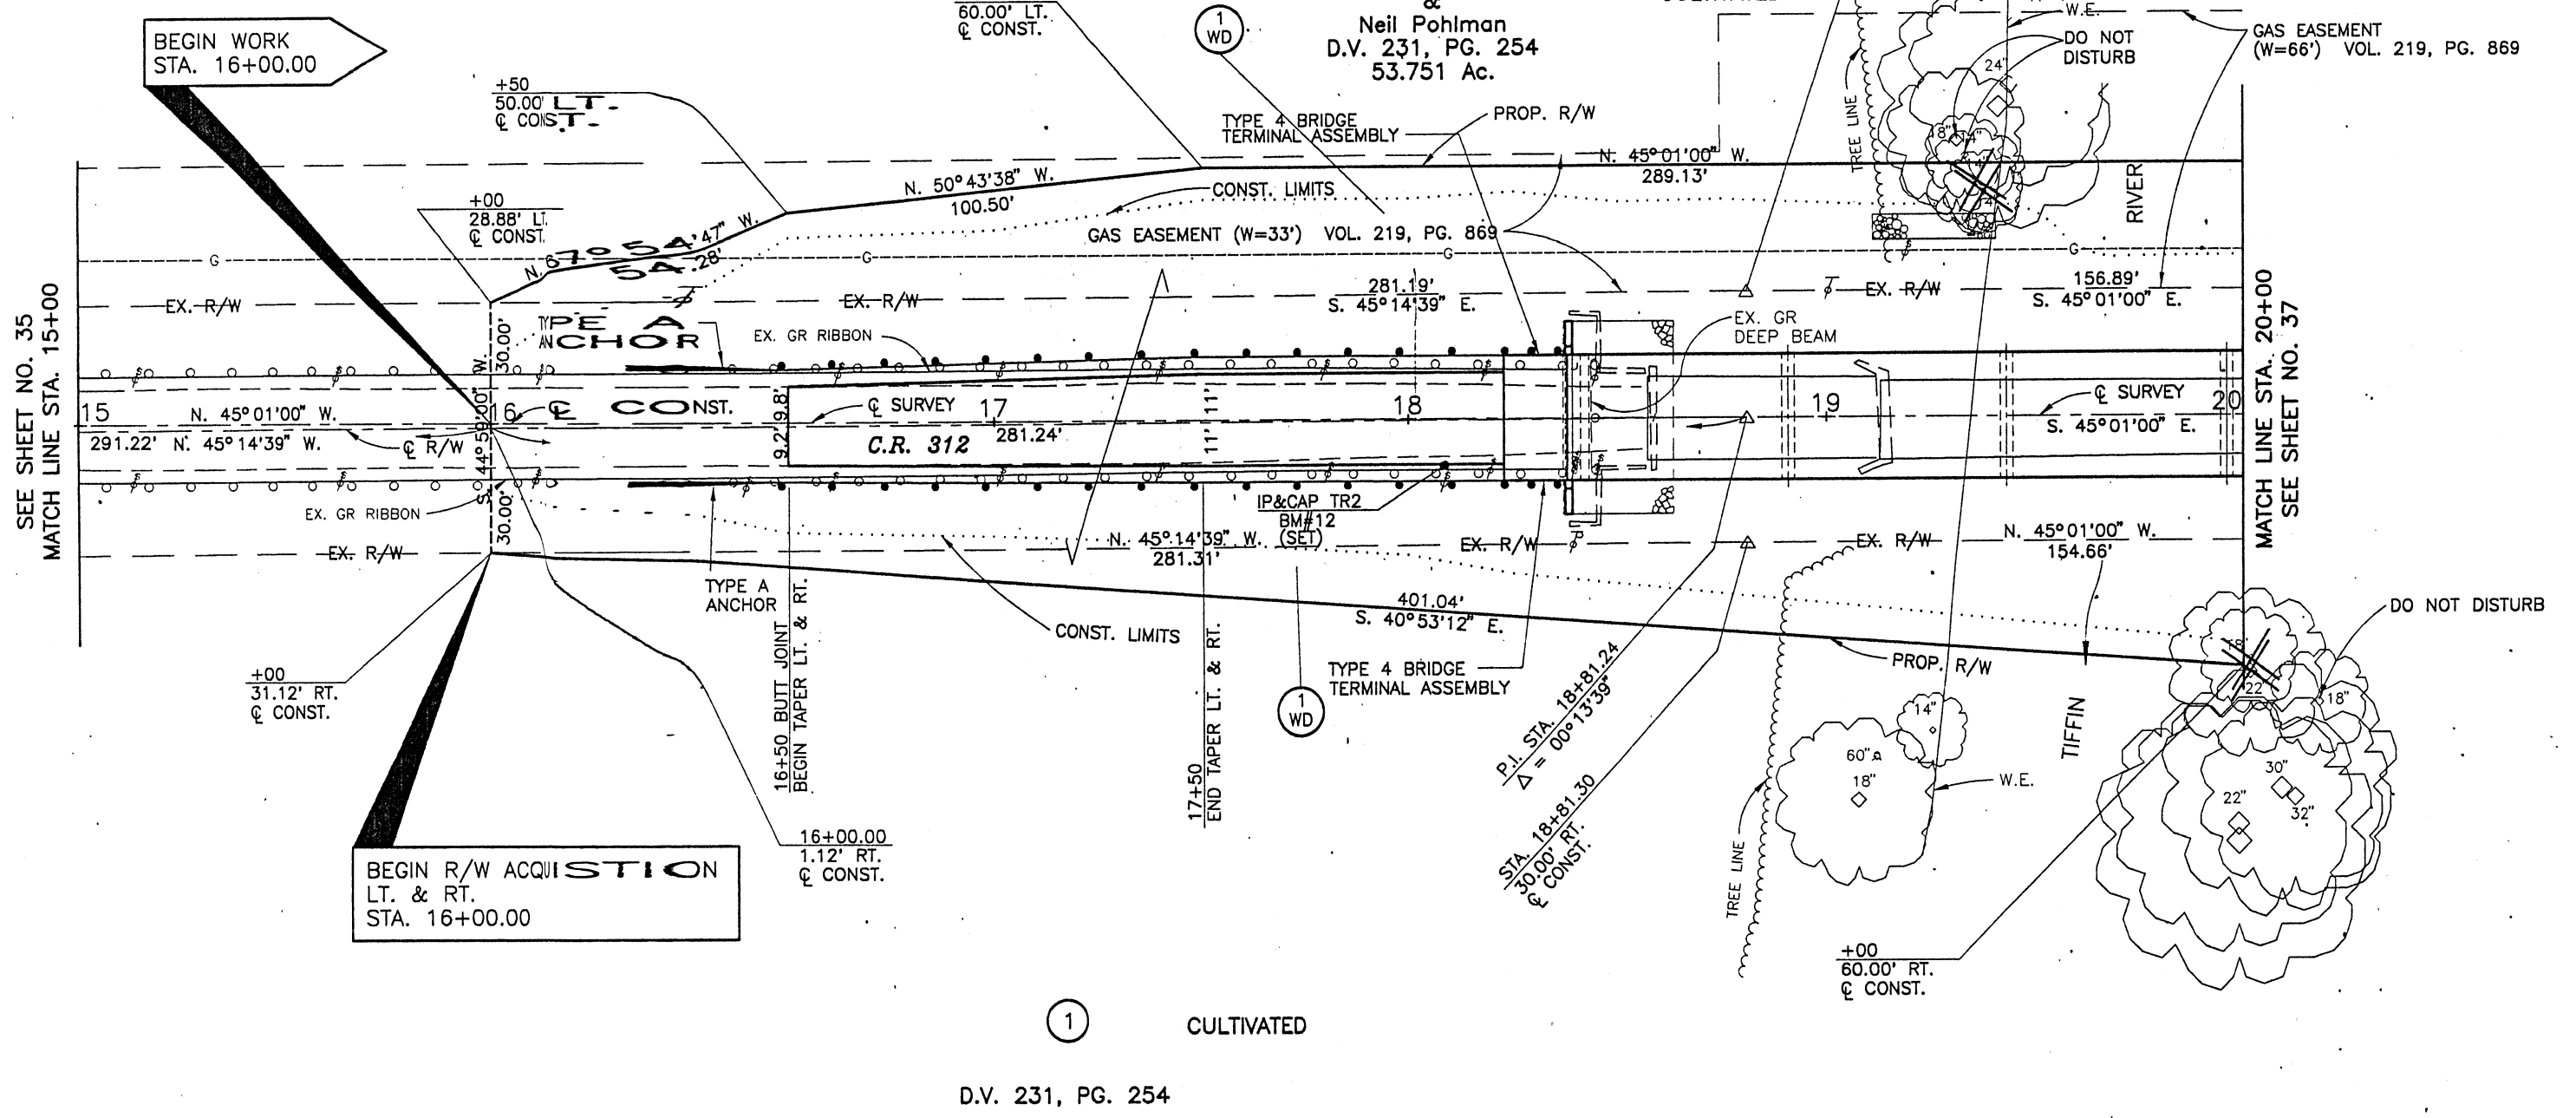 60.00' LT.
℄ CONST.
1
WD
&
Neil Pohlman
D.V. 231, PG. 254
53.751 Ac.
W.E.
DO NOT
DISTURB
GAS EASEMENT
(W=66') VOL. 219, PG. 869
BEGIN WORK
STA. 16+00.00
+50
50.00' LT.
℄ CONST.
24"
TREE LINE
TYPE 4 BRIDGE
TERMINAL ASSEMBLY
PROP. R/W
18"
N. 45°01'00" W.
289.13'
N. 50°43'38" W.
100.50'
CONST. LIMITS
RIVER
+00
28.88' LT.
℄ CONST.
N. 67°54'47" W.
54.28'
GAS EASEMENT (W=33') VOL. 219, PG. 869
G
G
G
G
EX. R/W
EX. R/W
281.19'
S. 45°14'39" E.
EX. R/W
156.89'
S. 45°01'00" E.
SEE SHEET NO. 35
MATCH LINE STA. 15+00
MATCH LINE STA. 20+00
SEE SHEET NO. 37
TYPE A
ANCHOR
EX. GR RIBBON
EX. GR
DEEP BEAM
30.00'
S. 44°59'00" W.
30.00'
15
16
17
18
19
20
N. 45°01'00" W.
℄ CONST.
℄ SURVEY
℄ SURVEY
S. 45°01'00" E.
291.22' N. 45°14'39" W.
℄ R/W
9.8'
9.2'
11'
11'
281.24'
C.R. 312
EX. GR RIBBON
IP&CAP TR2
BM#12
(SET)
EX. R/W
N. 45°14'39" W.
281.31'
EX. R/W
EX. R/W
N. 45°01'00" W.
154.66'
TYPE A
ANCHOR
16+50 BUTT JOINT
BEGIN TAPER LT. & RT.
CONST. LIMITS
17+50
END TAPER LT. & RT.
401.04'
S. 40°53'12" E.
DO NOT DISTURB
PROP. R/W
TYPE 4 BRIDGE
TERMINAL ASSEMBLY
1
WD
+00
31.12' RT.
℄ CONST.
P.I. STA. 18+81.24
Δ = 00°13'39"
STA. 18+81.30
30.00' RT.
℄ CONST.
18"
22"
18"
14"
TIFFIN
60"
18"
W.E.
30"
22"
32"
TREE LINE
16+00.00
1.12' RT.
℄ CONST.
BEGIN R/W ACQUISTION
LT. & RT.
STA. 16+00.00
+00
60.00' RT.
℄ CONST.
1
CULTIVATED
D.V. 231, PG. 254